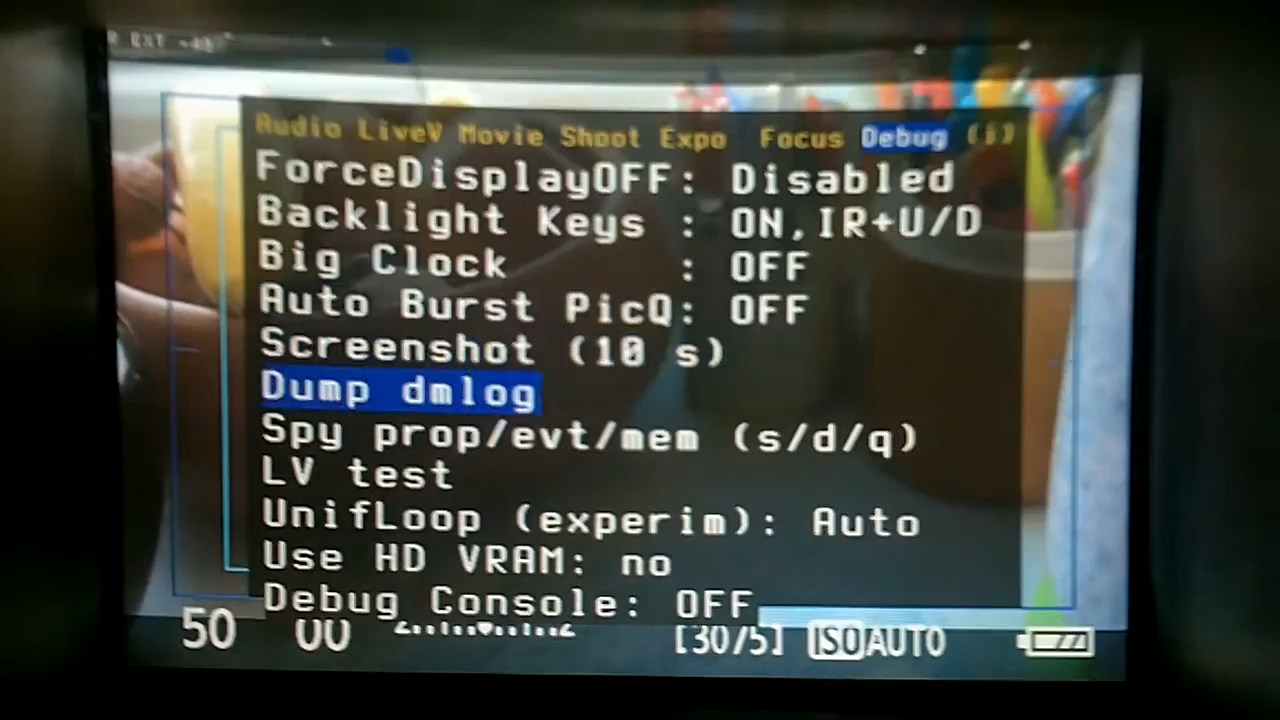 Audio LiveV Movie Shoot Expo Focus Debug (i)
ForceDisplayOFF: Disabled
Backlight Keys : ON,IR+U/D
Big Clock : OFF
Auto Burst PicQ: OFF
Screenshot (10 s)
Dump dmlog
Spy prop/evt/mem (s/d/q)
LV test
UnifLoop (experim): Auto
Use HD VRAM: no
Debug Console: OFF
50 [30/5] ISO AUTO